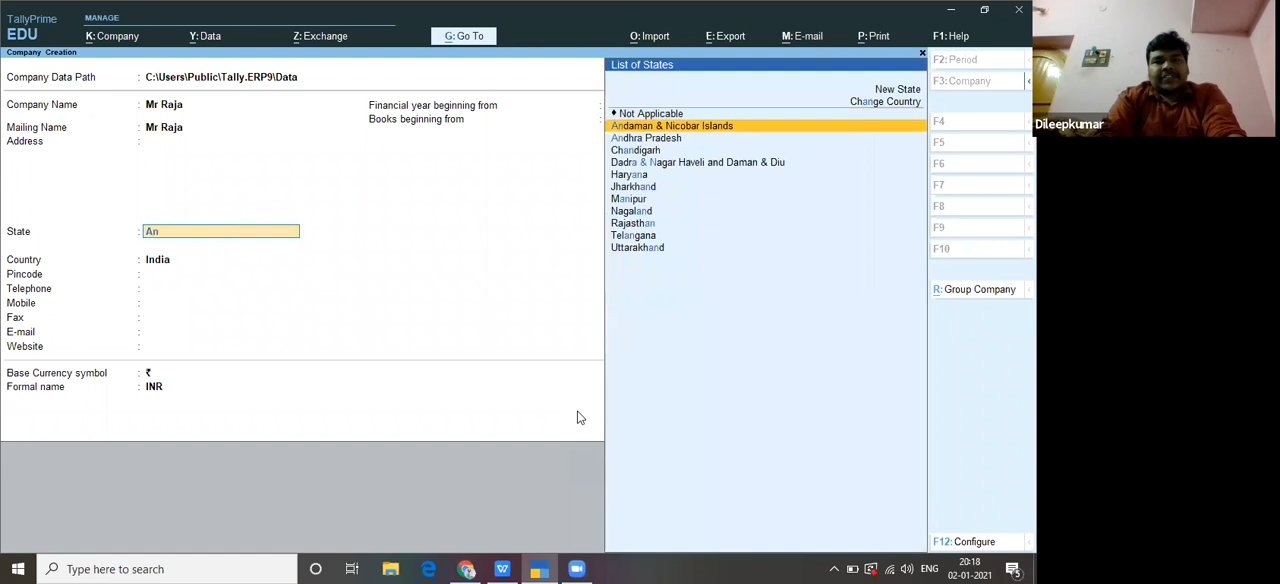 TallyPrime
EDU
MANAGE
K: Company
Y: Data
Z: Exchange
G: Go To
O: Import
E: Export
M: E-mail
P: Print
F1: Help
Company Creation
Company Data Path : C:\Users\Public\Tally.ERP9\Data
Company Name : Mr Raja
Mailing Name : Mr Raja
Address :
Financial year beginning from :
Books beginning from :
State : An
Country : India
Pincode :
Telephone :
Mobile :
Fax :
E-mail :
Website :
Base Currency symbol : ₹
Formal name : INR
List of States
New State
Change Country
♦ Not Applicable
Andaman & Nicobar Islands
Andhra Pradesh
Chandigarh
Dadra & Nagar Haveli and Daman & Diu
Haryana
Jharkhand
Manipur
Nagaland
Rajasthan
Telangana
Uttarakhand
F2: Period
F3: Company
F4
F5
F6
F7
F8
F9
F10
R: Group Company
F12: Configure
Dileepkumar
Type here to search
ENG
20:18
02-01-2021
5